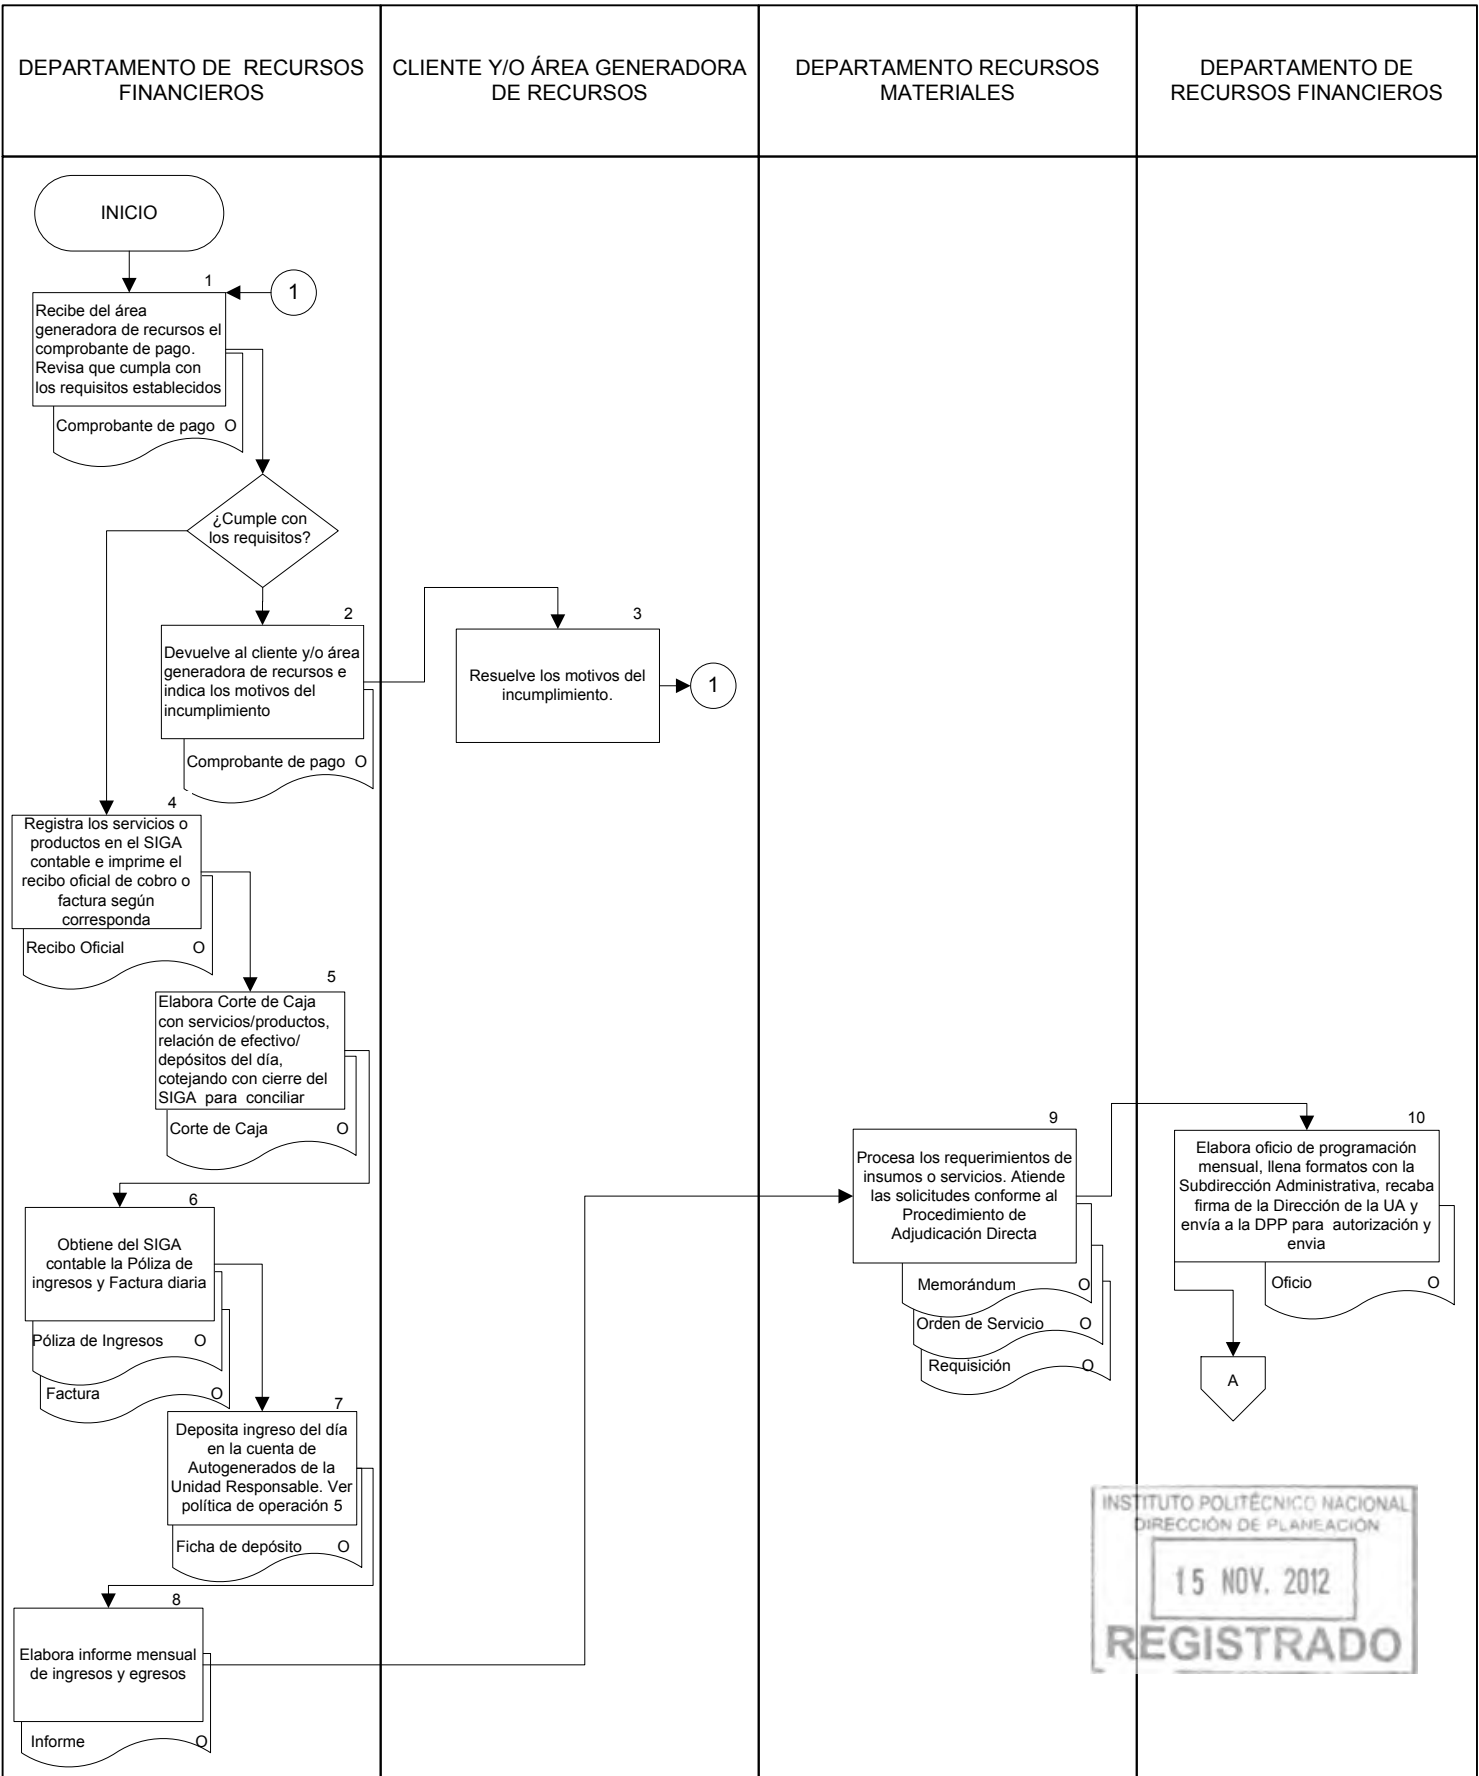 DEPARTAMENTO DE RECURSOS
FINANCIEROS
CLIENTE Y/O ÁREA GENERADORA
DE RECURSOS
DEPARTAMENTO RECURSOS
MATERIALES
DEPARTAMENTO DE
RECURSOS FINANCIEROS
INICIO
1
1
Recibe del área
generadora de recursos el
comprobante de pago.
Revisa que cumpla con
los requisitos establecidos
Comprobante de pago O
¿Cumple con
los requisitos?
2
Devuelve al cliente y/o área
generadora de recursos e
indica los motivos del
incumplimiento
Comprobante de pago O
3
Resuelve los motivos del
incumplimiento.
1
4
Registra los servicios o
productos en el SIGA
contable e imprime el
recibo oficial de cobro o
factura según
corresponda
Recibo Oficial O
5
Elabora Corte de Caja
con servicios/productos,
relación de efectivo/
depósitos del día,
cotejando con cierre del
SIGA para conciliar
Corte de Caja O
6
Obtiene del SIGA
contable la Póliza de
ingresos y Factura diaria
Póliza de Ingresos O
Factura O
7
Deposita ingreso del día
en la cuenta de
Autogenerados de la
Unidad Responsable. Ver
política de operación 5
Ficha de depósito O
8
Elabora informe mensual
de ingresos y egresos
Informe O
9
Procesa los requerimientos de
insumos o servicios. Atiende
las solicitudes conforme al
Procedimiento de
Adjudicación Directa
Memorándum O
Orden de Servicio O
Requisición O
10
Elabora oficio de programación
mensual, llena formatos con la
Subdirección Administrativa, recaba
firma de la Dirección de la UA y
envía a la DPP para autorización y
envia
Oficio O
A
INSTITUTO POLITÉCNICO NACIONAL
DIRECCIÓN DE PLANEACIÓN
15 NOV. 2012
REGISTRADO